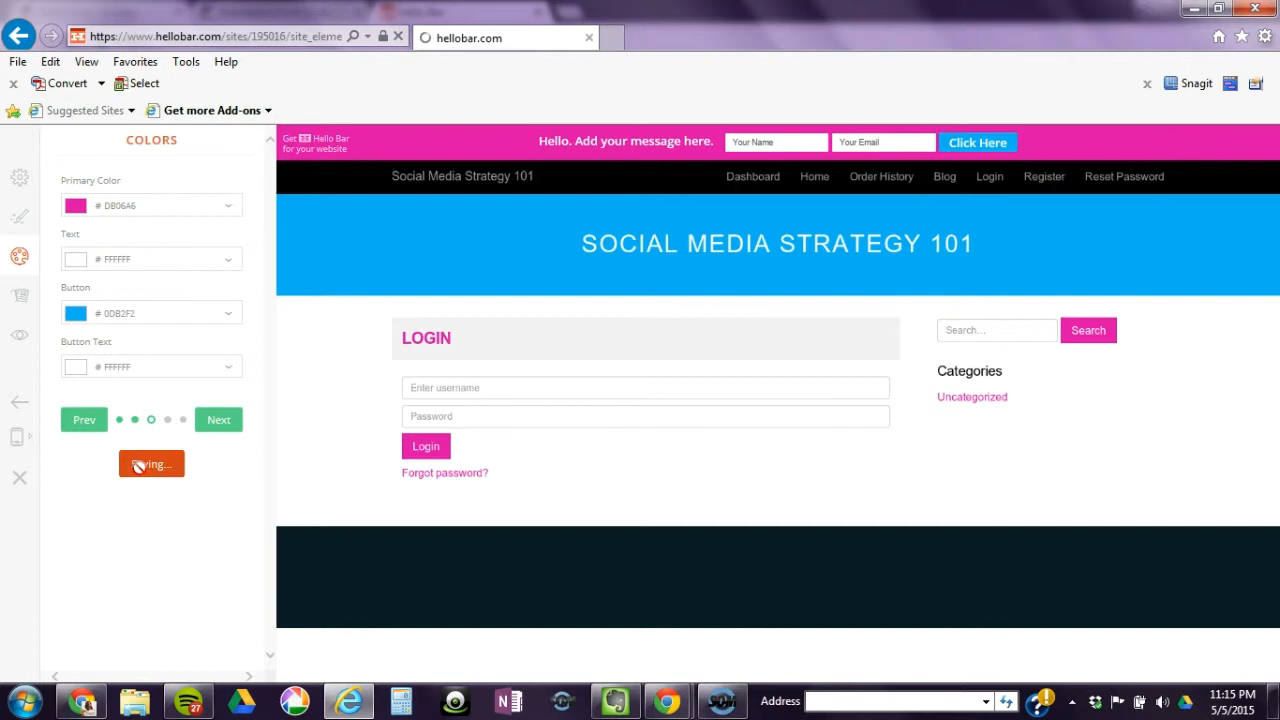 https://www.hellobar.com/sites/195016/site_eleme
hellobar.com
File Edit View Favorites Tools Help
Convert Select
Snagit
Suggested Sites Get more Add-ons
COLORS
Primary Color
# DB06A6
Text
# FFFFFF
Button
# 0DB2F2
Button Text
# FFFFFF
Prev Next
Get Hello Bar
for your website
Hello. Add your message here. Your Name Your Email Click Here
Social Media Strategy 101 Dashboard Home Order History Blog Login Register Reset Password
SOCIAL MEDIA STRATEGY 101
LOGIN
Enter username
Password
Login
Forgot password?
Search... Search
Categories
Uncategorized
27
Address
11:15 PM
5/5/2015